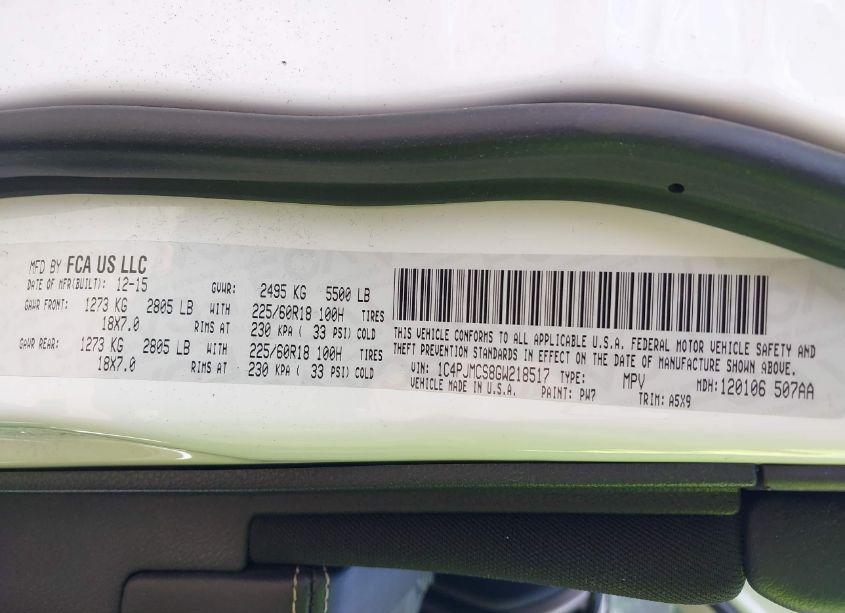 MFD BY FCA US LLC
DATE OF MFR(BUILT): 12-15 GVWR: 2495 KG 5500 LB
GAWR FRONT: 1273 KG 2805 LB WITH 225/60R18 100H TIRES
18X7.0 RIMS AT 230 KPA ( 33 PSI) COLD
GAWR REAR: 1273 KG 2805 LB WITH 225/60R18 100H TIRES
18X7.0 RIMS AT 230 KPA ( 33 PSI) COLD
THIS VEHICLE CONFORMS TO ALL APPLICABLE U.S.A. FEDERAL MOTOR VEHICLE SAFETY AND
THEFT PREVENTION STANDARDS IN EFFECT ON THE DATE OF MANUFACTURE SHOWN ABOVE.
VIN: 1C4PJMCS8GW218517 TYPE: MPV MDH: 120106 507AA
VEHICLE MADE IN U.S.A. PAINT: PW7 TRIM: A5X9